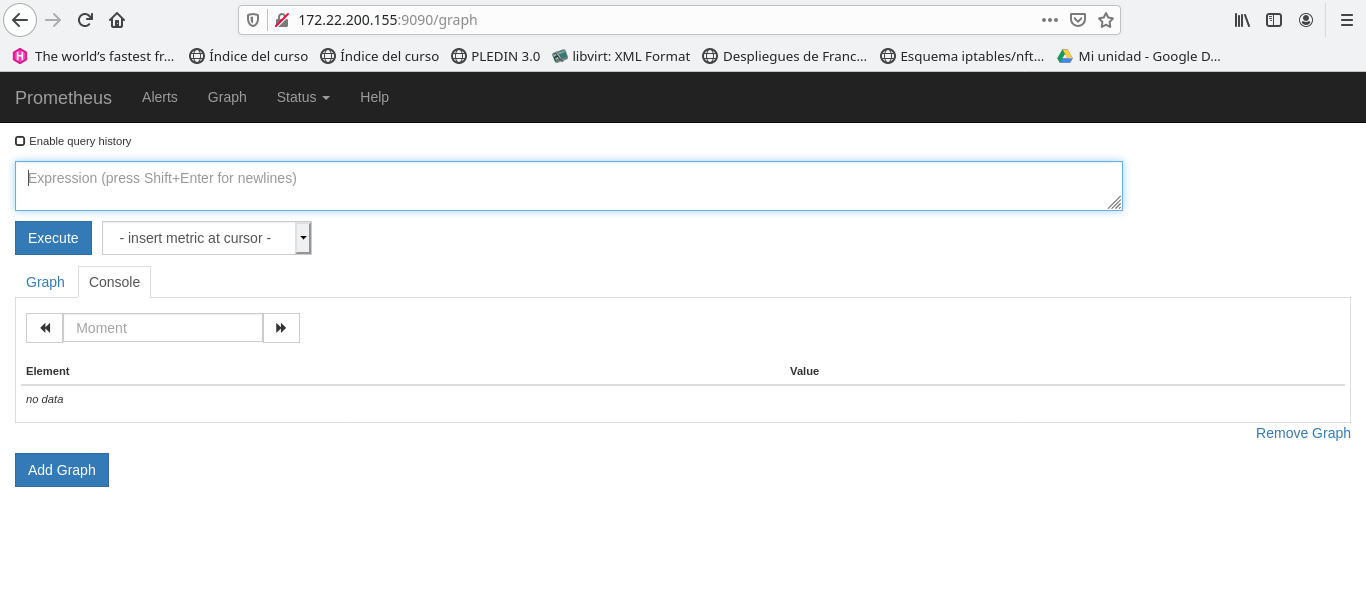 172.22.200.155:9090/graph
The world's fastest fr... Índice del curso Índice del curso PLEDIN 3.0 libvirt: XML Format Despliegues de Franc... Esquema iptables/nft... Mi unidad - Google D...
Prometheus Alerts Graph Status Help
Enable query history
Expression (press Shift+Enter for newlines)
Execute - insert metric at cursor -
Graph Console
Moment
Element Value
no data
Remove Graph
Add Graph